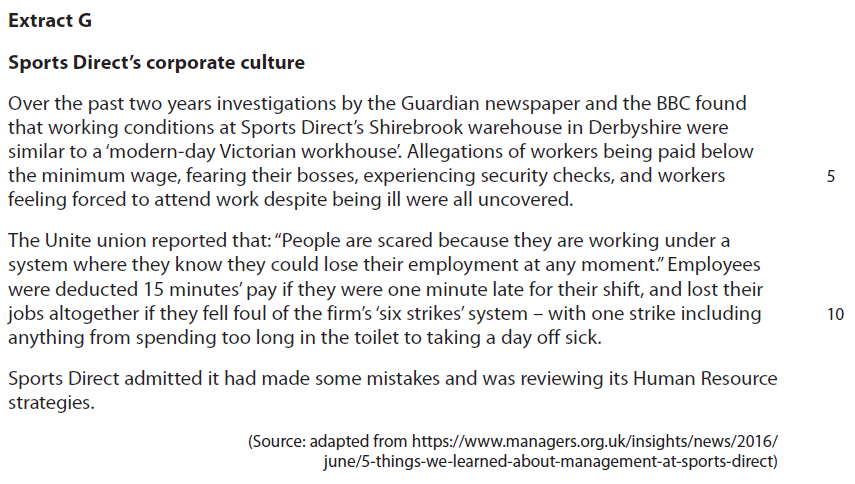 Extract G
Sports Direct’s corporate culture
Over the past two years investigations by the Guardian newspaper and the BBC found
that working conditions at Sports Direct’s Shirebrook warehouse in Derbyshire were
similar to a ‘modern-day Victorian workhouse’. Allegations of workers being paid below
the minimum wage, fearing their bosses, experiencing security checks, and workers 5
feeling forced to attend work despite being ill were all uncovered.
The Unite union reported that: “People are scared because they are working under a
system where they know they could lose their employment at any moment.” Employees
were deducted 15 minutes’ pay if they were one minute late for their shift, and lost their
jobs altogether if they fell foul of the firm’s ‘six strikes’ system – with one strike including 10
anything from spending too long in the toilet to taking a day off sick.
Sports Direct admitted it had made some mistakes and was reviewing its Human Resource
strategies.
(Source: adapted from https://www.managers.org.uk/insights/news/2016/
june/5-things-we-learned-about-management-at-sports-direct)